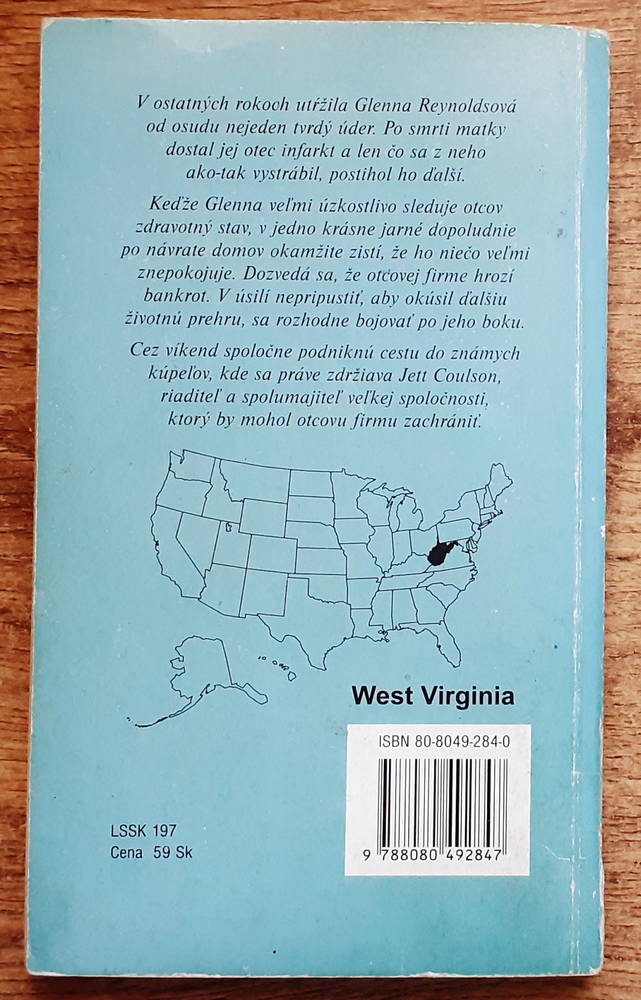 V ostatných rokoch utŕžila Glenna Reynoldsová
od osudu nejeden tvrdý úder. Po smrti matky
dostal jej otec infarkt a len čo sa z neho
ako-tak vystrábil, postihol ho ďalší.
Keďže Glenna veľmi úzkostlivo sleduje otcov
zdravotný stav, v jedno krásne jarné dopoludnie
po návrate domov okamžite zistí, že ho niečo veľmi
znepokojuje. Dozvedá sa, že otcovej firme hrozí
bankrot. V úsilí nepripustiť, aby okúsil ďalšiu
životnú prehru, sa rozhodne bojovať po jeho boku.
Cez víkend spoločne podniknú cestu do známych
kúpeľov, kde sa práve zdržiava Jett Coulson,
riaditeľ a spolumajiteľ veľkej spoločnosti,
ktorý by mohol otcovu firmu zachrániť.
West Virginia
ISBN 80-8049-284-0
9 788080 492847
LSSK 197
Cena 59 Sk